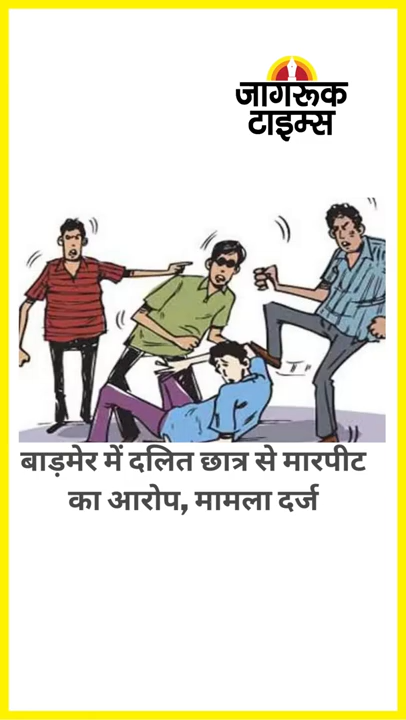 जागरूक
टाइम्स
बाड़मेर में दलित छात्र से मारपीट
का आरोप, मामला दर्ज